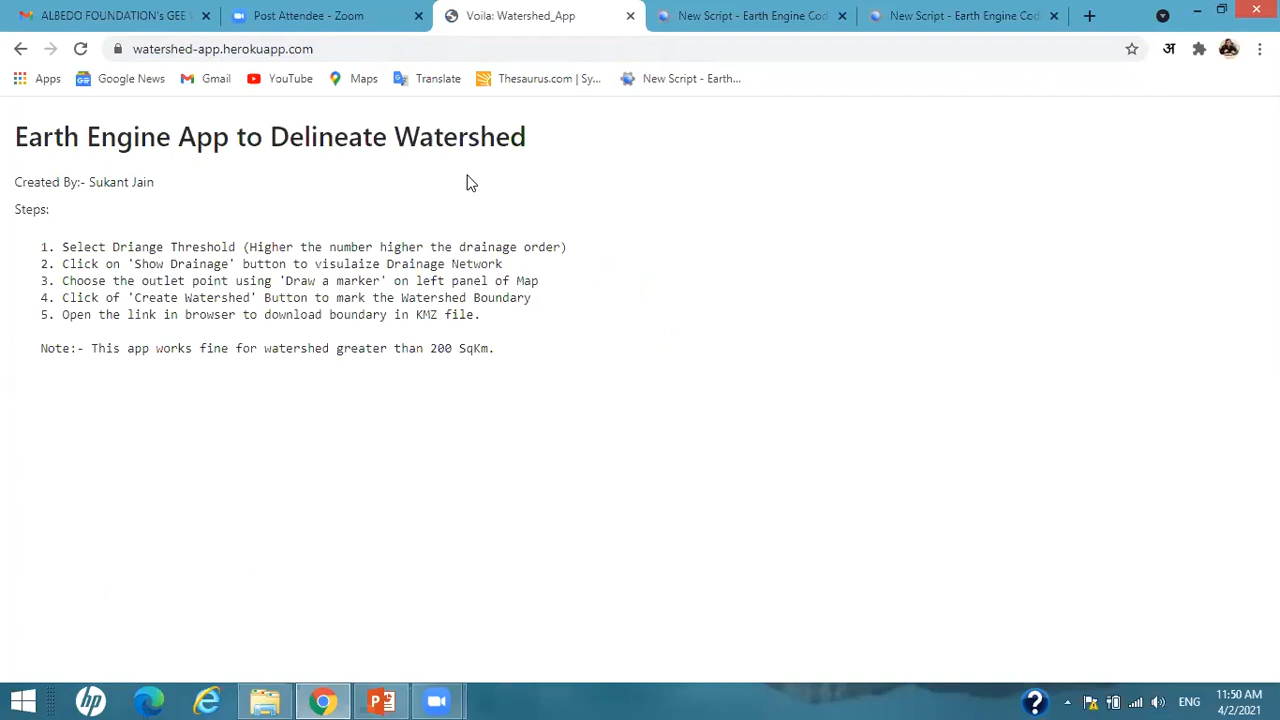 ALBEDO FOUNDATION's GEE
Post Attendee - Zoom
Voila: Watershed_App
New Script - Earth Engine Cod
New Script - Earth Engine Cod
watershed-app.herokuapp.com
अ
Apps
Google News
Gmail
YouTube
Maps
Translate
Thesaurus.com | Sy...
New Script - Earth...
Earth Engine App to Delineate Watershed
Created By:- Sukant Jain
Steps:
1. Select Driange Threshold (Higher the number higher the drainage order)
2. Click on 'Show Drainage' button to visulaize Drainage Network
3. Choose the outlet point using 'Draw a marker' on left panel of Map
4. Click of 'Create Watershed' Button to mark the Watershed Boundary
5. Open the link in browser to download boundary in KMZ file.
Note:- This app works fine for watershed greater than 200 SqKm.
ENG
11:50 AM
4/2/2021